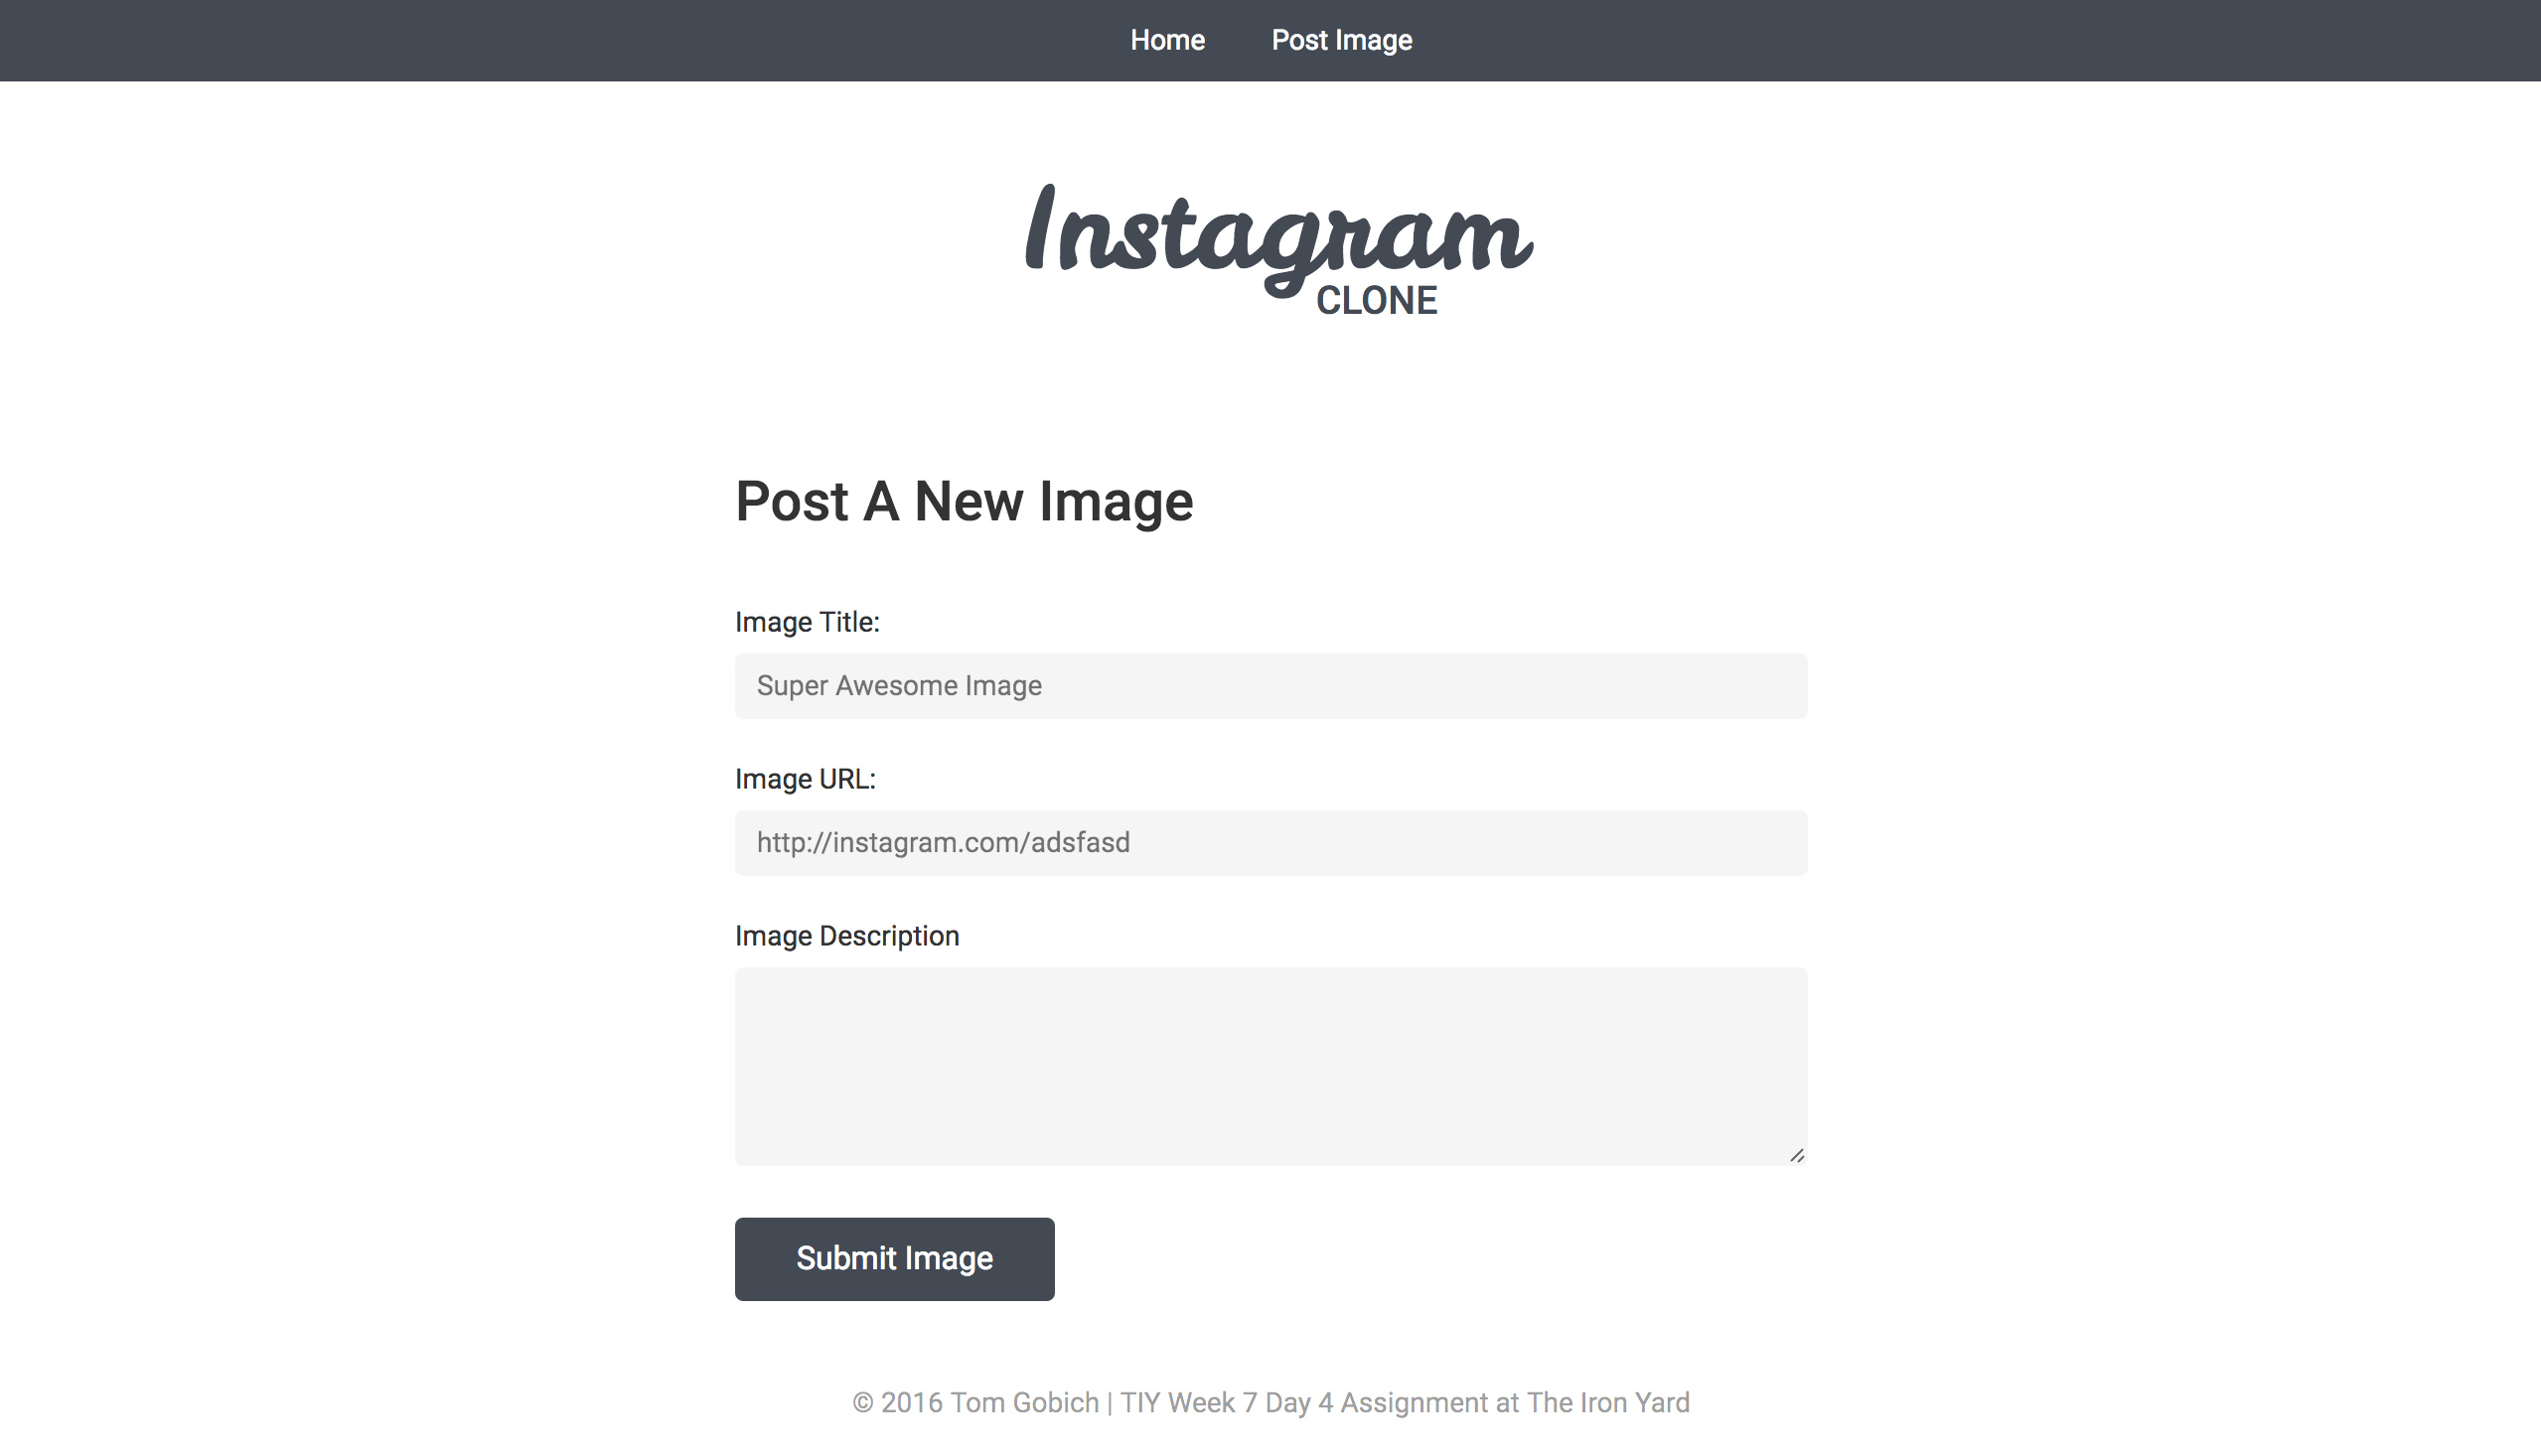 Home Post Image
Instagram
CLONE
Post A New Image
Image Title:
Super Awesome Image
Image URL:
http://instagram.com/adsfasd
Image Description
Submit Image
© 2016 Tom Gobich | TIY Week 7 Day 4 Assignment at The Iron Yard